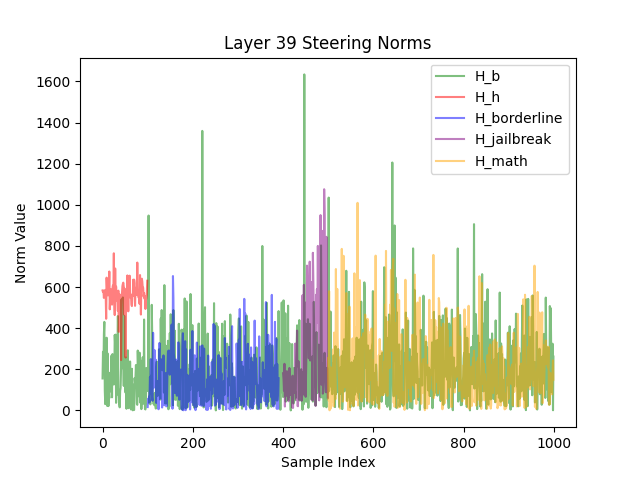 Layer 39 Steering Norms
H_b
H_h
H_borderline
H_jailbreak
H_math
Norm Value
1600
1400
1200
1000
800
600
400
200
0
0 200 400 600 800 1000
Sample Index